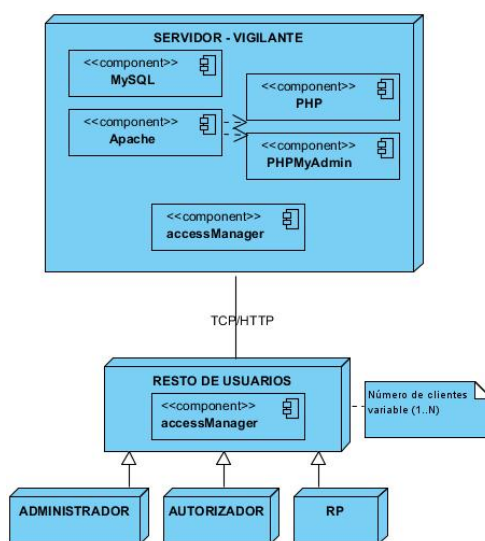 SERVIDOR - VIGILANTE
<<component>>
MySQL
<<component>>
PHP
<<component>>
Apache
<<component>>
PHPMyAdmin
<<component>>
accessManager
TCP/HTTP
RESTO DE USUARIOS
<<component>>
accessManager
Número de clientes
variable (1..N)
ADMINISTRADOR
AUTORIZADOR
RP